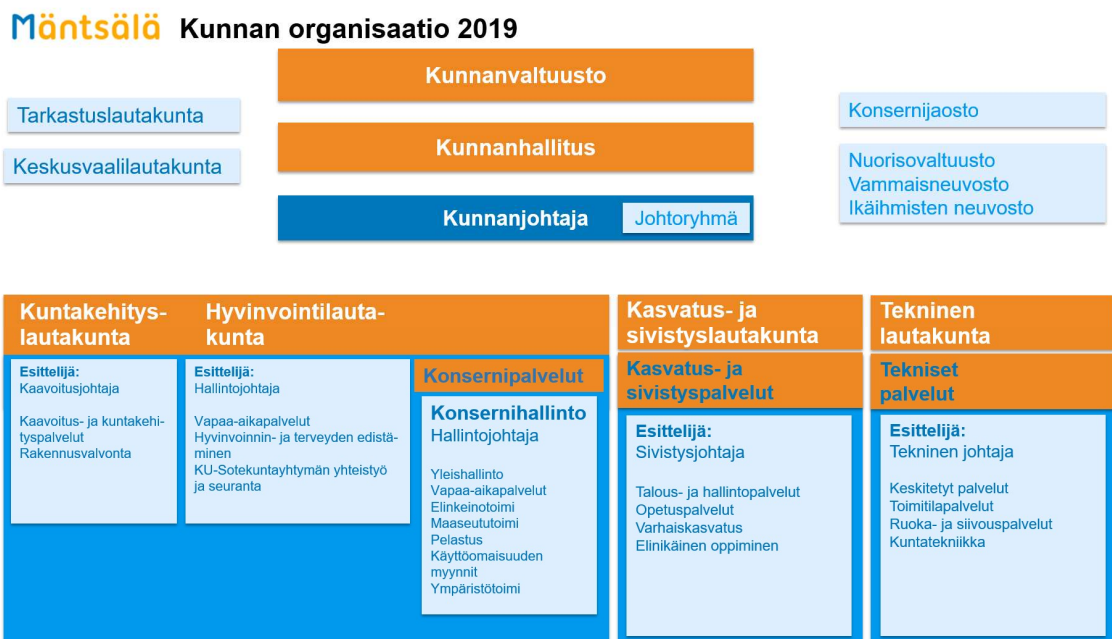 Mäntsälä Kunnan organisaatio 2019
Kunnanvaltuusto
Tarkastuslautakunta
Keskusvaalilautakunta
Kunnanhallitus
Kunnanjohtaja
Johtoryhmä
Konsernijaosto
Nuorisovaltuusto
Vammaisneuvosto
Ikäihmisten neuvosto
Kuntakehitys-
lautakunta
Esittelijä:
Kaavoitusjohtaja
Kaavoitus- ja kuntakehi-
tyspalvelut
Rakennusvalvonta
Hyvinvointilauta-
kunta
Esittelijä:
Hallintojohtaja
Vapaa-aikapalvelut
Hyvinvoinnin- ja terveyden edistä-
minen
KU-Sotekuntayhtymän yhteistyö
ja seuranta
Konsernipalvelut
Konsernihallinto
Hallintojohtaja
Yleishallinto
Vapaa-aikapalvelut
Elinkeinotoimi
Maaseututoimi
Pelastus
Käyttöomaisuuden
myynnit
Ympäristötoimi
Kasvatus- ja
sivistyslautakunta
Kasvatus- ja
sivistyspalvelut
Esittelijä:
Sivistysjohtaja
Talous- ja hallintopalvelut
Opetuspalvelut
Varhaiskasvatus
Elinikäinen oppiminen
Tekninen
lautakunta
Tekniset
palvelut
Esittelijä:
Tekninen johtaja
Keskitetyt palvelut
Toimitilapalvelut
Ruoka- ja siivouspalvelut
Kuntatekniikka